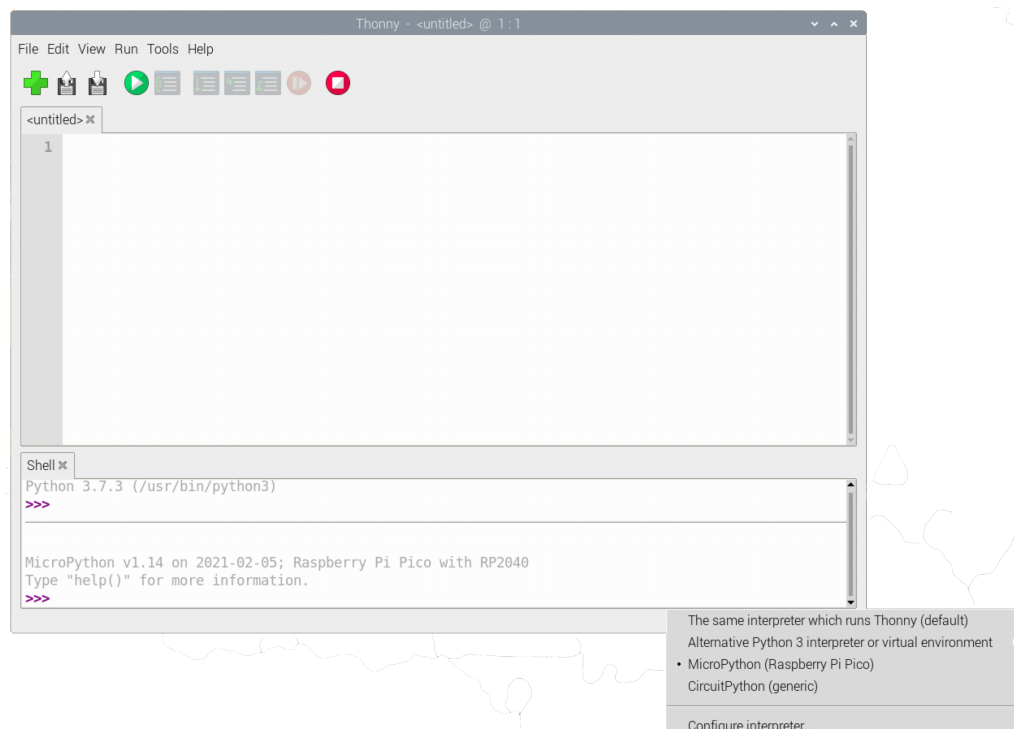 Thonny - <untitled> @ 1:1
File Edit View Run Tools Help
<untitled>
1
Shell
Python 3.7.3 (/usr/bin/python3)
>>>
MicroPython v1.14 on 2021-02-05; Raspberry Pi Pico with RP2040
Type "help()" for more information.
>>>
The same interpreter which runs Thonny (default)
Alternative Python 3 interpreter or virtual environment
• MicroPython (Raspberry Pi Pico)
CircuitPython (generic)
Configure interpreter